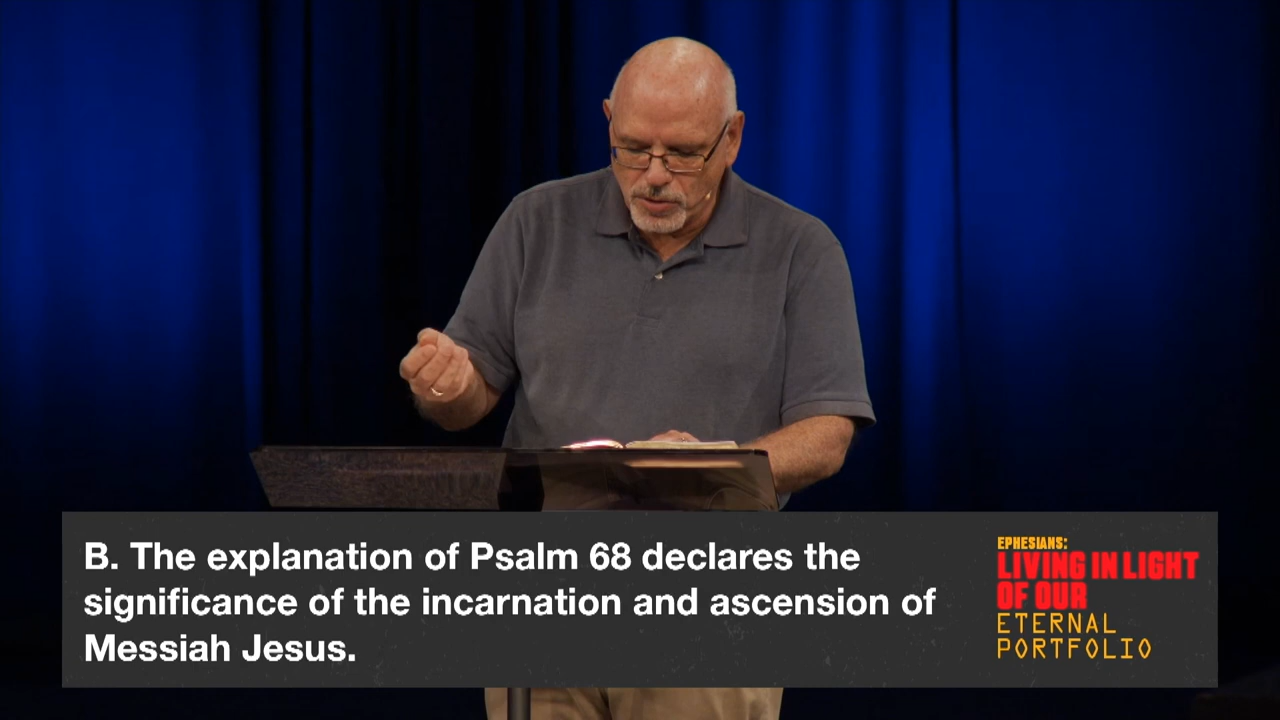 B. The explanation of Psalm 68 declares the
significance of the incarnation and ascension of
Messiah Jesus.
EPHESIANS:
LIVING IN LIGHT
OF OUR
ETERNAL
PORTFOLIO